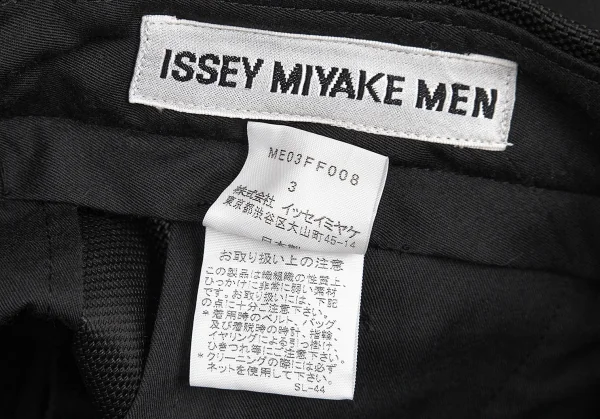 ISSEY MIYAKE MEN
ME03FF008
3
株式会社 イッセイミヤケ
東京都渋谷区大山町45-14
日本製
お取り扱い上の注意
この製品は織組織の性質上、
ひっかけに非常に弱い素材
です。お取扱いには、下記
の点に十分ご注意下さい。
*着用時のベルト、バッグ、
及び着脱時の時計、指輪、
イヤリングによる引っ掛け、
ひきつれ等にご注意下さい。
*クリーニングの際には必ず
ネットを使用して下さい。
SL-44